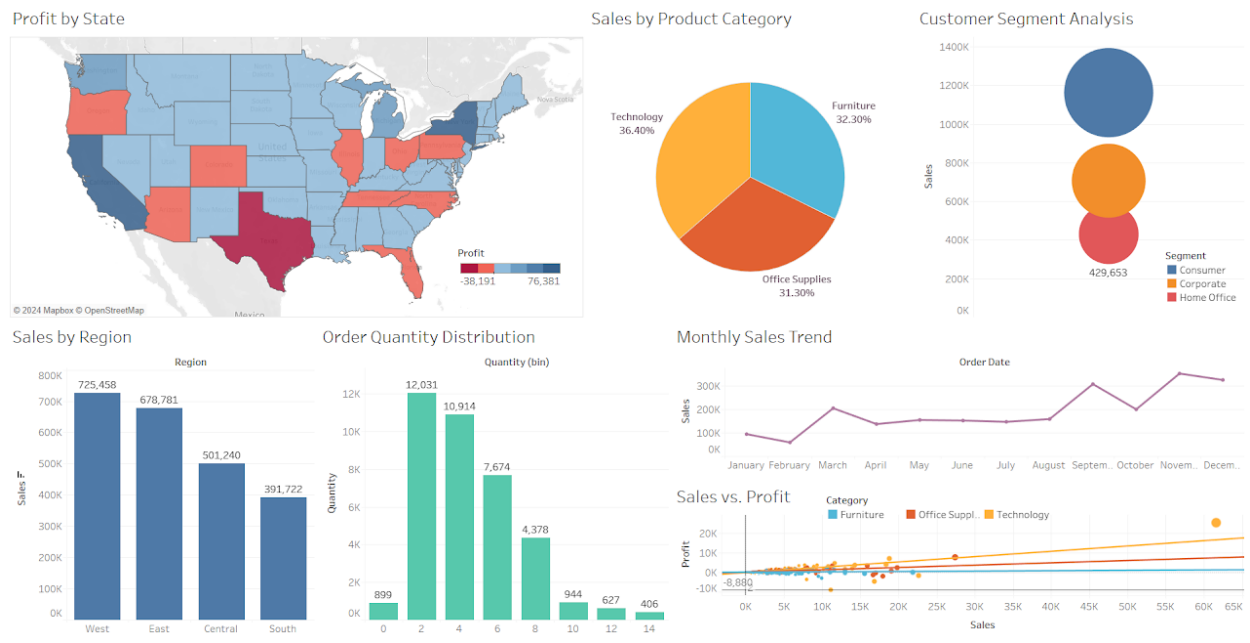 Profit by State
Nova Scotia
United
States
Mexico
Profit
-38,191 76,381
© 2024 Mapbox © OpenStreetMap
Sales by Product Category
Furniture
32.30%
Technology
36.40%
Office Supplies
31.30%
Customer Segment Analysis
Sales
1400K
1200K
1000K
800K
600K
400K
200K
0K
429,653
Segment
Consumer
Corporate
Home Office
Sales by Region
Region
Sales
800K
700K
600K
500K
400K
300K
200K
100K
0K
725,458
678,781
501,240
391,722
West East Central South
Order Quantity Distribution
Quantity (bin)
Quantity
12K
10K
8K
6K
4K
2K
0K
899
12,031
10,914
7,674
4,378
944
627
406
0 2 4 6 8 10 12 14
Monthly Sales Trend
Order Date
Sales
300K
200K
100K
0K
January February March April May June July August Septem.. October Novem.. Decem..
Sales vs. Profit
Category
Furniture Office Suppl.. Technology
Profit
20K
10K
0K
-10K
-8,880
0K 5K 10K 15K 20K 25K 30K 35K 40K 45K 50K 55K 60K 65K
Sales